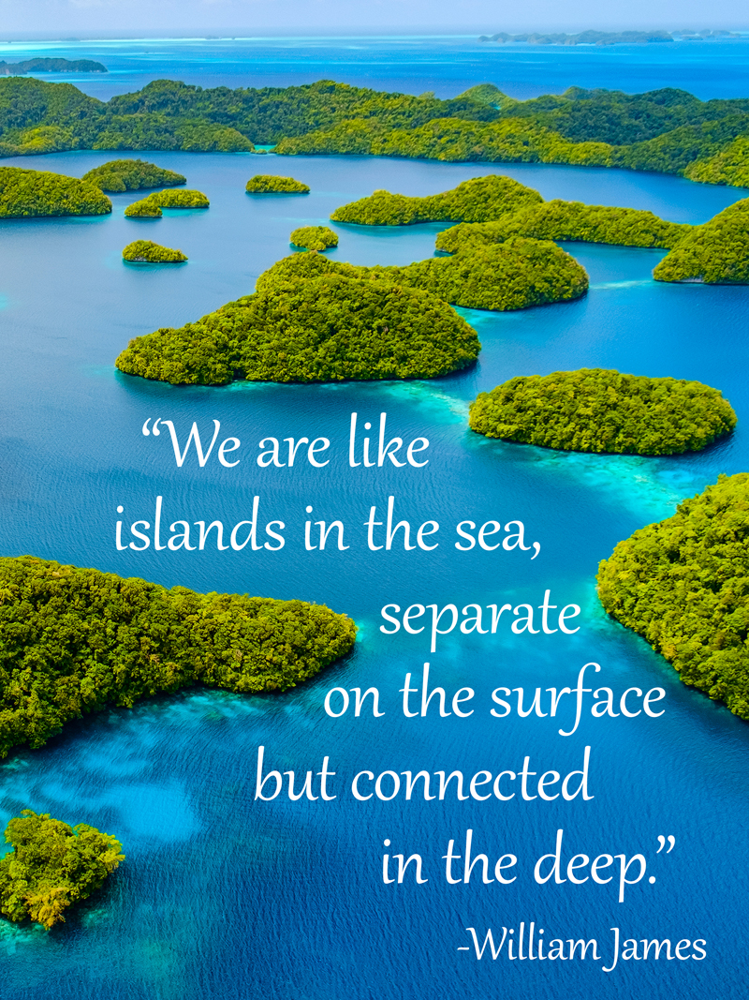 “We are like
islands in the sea,
separate
on the surface
but connected
in the deep.”
-William James